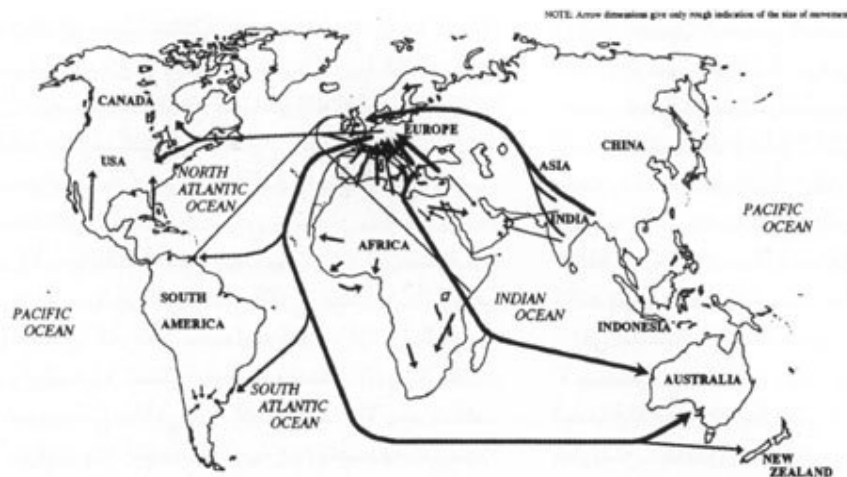 NOTE: Arrow dimensions give only rough indication of the size of movement
CANADA
EUROPE
USA
ASIA
CHINA
NORTH
ATLANTIC
OCEAN
INDIA
PACIFIC
OCEAN
AFRICA
SOUTH
AMERICA
INDIAN
OCEAN
PACIFIC
OCEAN
INDONESIA
AUSTRALIA
SOUTH
ATLANTIC
OCEAN
NEW
ZEALAND